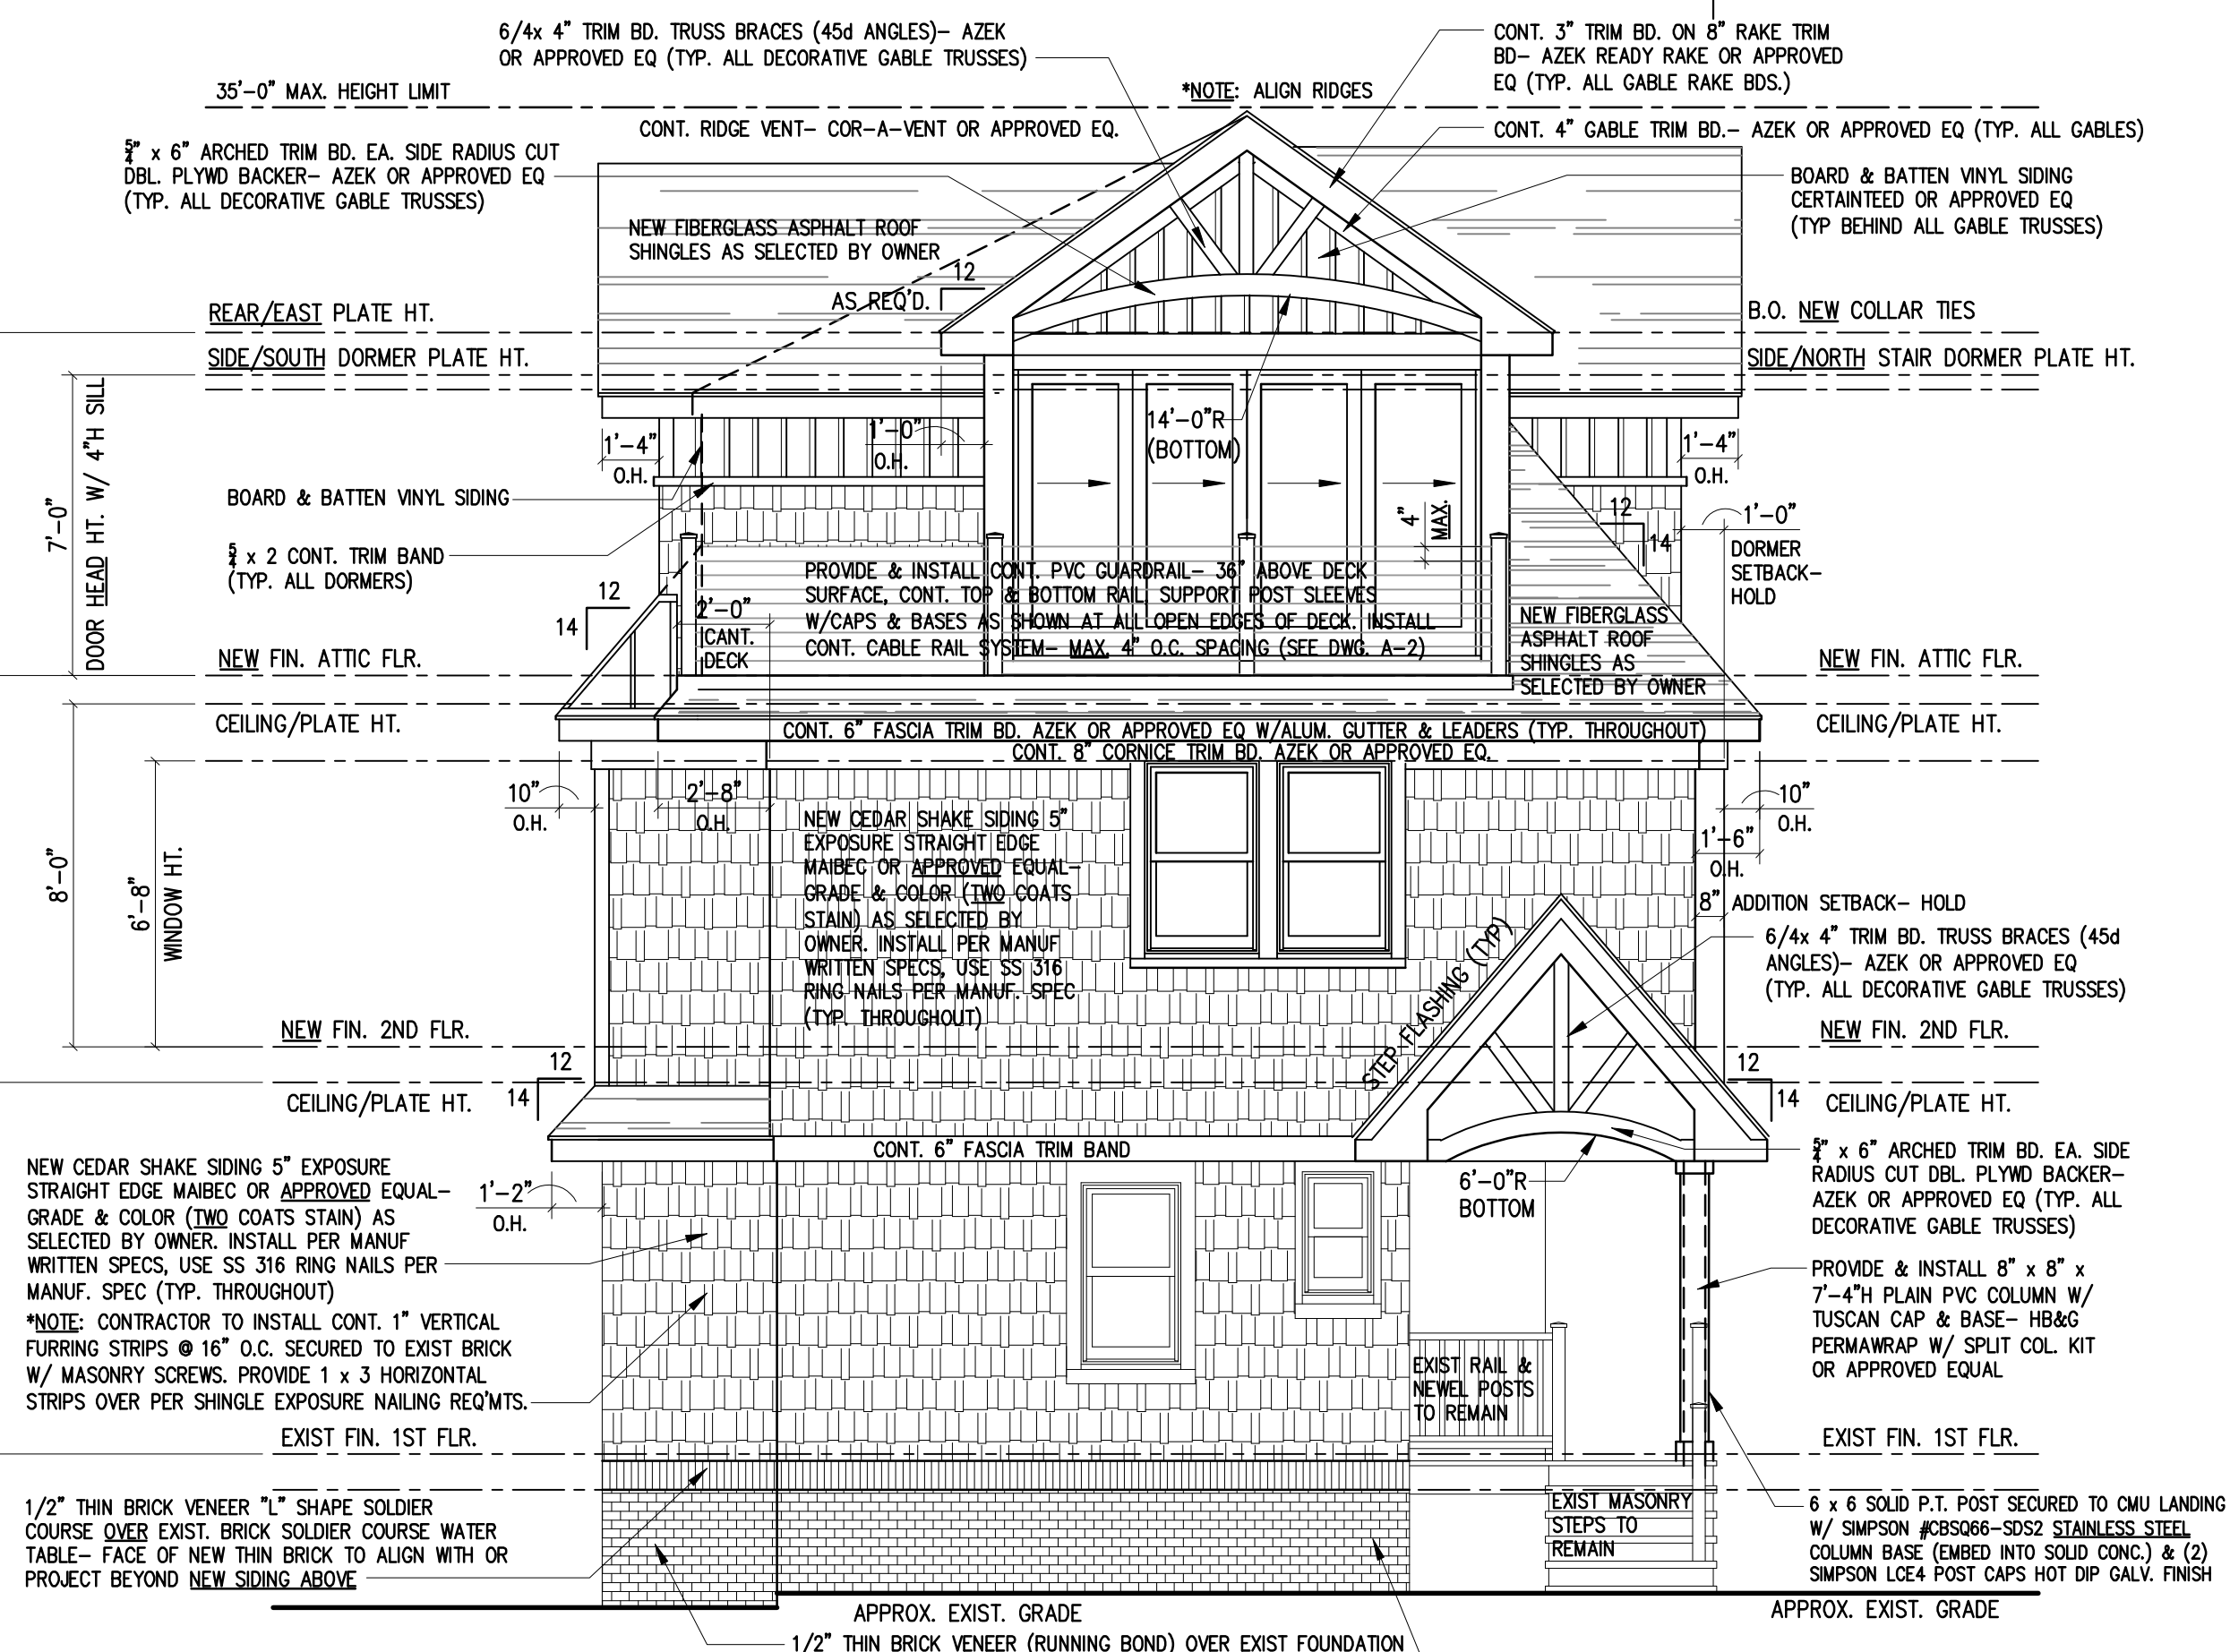 6/4x 4" TRIM BD. TRUSS BRACES (45d ANGLES)- AZEK
OR APPROVED EQ (TYP. ALL DECORATIVE GABLE TRUSSES)
CONT. 3" TRIM BD. ON 8" RAKE TRIM
BD- AZEK READY RAKE OR APPROVED
EQ (TYP. ALL GABLE RAKE BDS.)
35'-0" MAX. HEIGHT LIMIT
*NOTE: ALIGN RIDGES
CONT. RIDGE VENT- COR-A-VENT OR APPROVED EQ.
CONT. 4" GABLE TRIM BD.- AZEK OR APPROVED EQ (TYP. ALL GABLES)
5/4" x 6" ARCHED TRIM BD. EA. SIDE RADIUS CUT
DBL. PLYWD BACKER- AZEK OR APPROVED EQ
(TYP. ALL DECORATIVE GABLE TRUSSES)
BOARD & BATTEN VINYL SIDING
CERTAINTEED OR APPROVED EQ
(TYP BEHIND ALL GABLE TRUSSES)
NEW FIBERGLASS ASPHALT ROOF
SHINGLES AS SELECTED BY OWNER
12
AS REQ'D.
REAR/EAST PLATE HT.
B.O. NEW COLLAR TIES
SIDE/SOUTH DORMER PLATE HT.
SIDE/NORTH STAIR DORMER PLATE HT.
7'-0"
DOOR HEAD HT. W/ 4"H SILL
1'-4"
O.H.
1'-0"
O.H.
14'-0"R
(BOTTOM)
1'-4"
O.H.
BOARD & BATTEN VINYL SIDING
4"
MAX.
12
14
1'-0"
DORMER
SETBACK-
HOLD
5/4 x 2 CONT. TRIM BAND
(TYP. ALL DORMERS)
PROVIDE & INSTALL CONT. PVC GUARDRAIL- 36" ABOVE DECK
SURFACE, CONT. TOP & BOTTOM RAIL, SUPPORT POST SLEEVES
W/CAPS & BASES AS SHOWN AT ALL OPEN EDGES OF DECK. INSTALL
CONT. CABLE RAIL SYSTEM- MAX. 4" O.C. SPACING (SEE DWG. A-2)
12
14
2'-0"
CANT.
DECK
NEW FIBERGLASS
ASPHALT ROOF
SHINGLES AS
SELECTED BY OWNER
NEW FIN. ATTIC FLR.
NEW FIN. ATTIC FLR.
CEILING/PLATE HT.
CEILING/PLATE HT.
CONT. 6" FASCIA TRIM BD. AZEK OR APPROVED EQ W/ALUM. GUTTER & LEADERS (TYP. THROUGHOUT)
CONT. 8" CORNICE TRIM BD. AZEK OR APPROVED EQ.
10"
O.H.
2'-8"
O.H.
10"
O.H.
1'-6"
O.H.
8'-0"
6'-8"
WINDOW HT.
NEW CEDAR SHAKE SIDING 5"
EXPOSURE STRAIGHT EDGE
MAIBEC OR APPROVED EQUAL-
GRADE & COLOR (TWO COATS
STAIN) AS SELECTED BY
OWNER. INSTALL PER MANUF
WRITTEN SPECS, USE SS 316
RING NAILS PER MANUF. SPEC
(TYP. THROUGHOUT)
8" ADDITION SETBACK- HOLD
6/4x 4" TRIM BD. TRUSS BRACES (45d
ANGLES)- AZEK OR APPROVED EQ
(TYP. ALL DECORATIVE GABLE TRUSSES)
STEP FLASHING (TYP)
NEW FIN. 2ND FLR.
NEW FIN. 2ND FLR.
12
14
12
14
CEILING/PLATE HT.
CEILING/PLATE HT.
CONT. 6" FASCIA TRIM BAND
NEW CEDAR SHAKE SIDING 5" EXPOSURE
STRAIGHT EDGE MAIBEC OR APPROVED EQUAL-
GRADE & COLOR (TWO COATS STAIN) AS
SELECTED BY OWNER. INSTALL PER MANUF
WRITTEN SPECS, USE SS 316 RING NAILS PER
MANUF. SPEC (TYP. THROUGHOUT)
*NOTE: CONTRACTOR TO INSTALL CONT. 1" VERTICAL
FURRING STRIPS @ 16" O.C. SECURED TO EXIST BRICK
W/ MASONRY SCREWS. PROVIDE 1 x 3 HORIZONTAL
STRIPS OVER PER SHINGLE EXPOSURE NAILING REQ'MTS.
1'-2"
O.H.
6'-0"R
BOTTOM
5/4" x 6" ARCHED TRIM BD. EA. SIDE
RADIUS CUT DBL. PLYWD BACKER-
AZEK OR APPROVED EQ (TYP. ALL
DECORATIVE GABLE TRUSSES)
PROVIDE & INSTALL 8" x 8" x
7'-4"H PLAIN PVC COLUMN W/
TUSCAN CAP & BASE- HB&G
PERMAWRAP W/ SPLIT COL. KIT
OR APPROVED EQUAL
EXIST RAIL &
NEWEL POSTS
TO REMAIN
EXIST FIN. 1ST FLR.
EXIST FIN. 1ST FLR.
1/2" THIN BRICK VENEER "L" SHAPE SOLDIER
COURSE OVER EXIST. BRICK SOLDIER COURSE WATER
TABLE- FACE OF NEW THIN BRICK TO ALIGN WITH OR
PROJECT BEYOND NEW SIDING ABOVE
EXIST MASONRY
STEPS TO
REMAIN
6 x 6 SOLID P.T. POST SECURED TO CMU LANDING
W/ SIMPSON #CBSQ66-SDS2 STAINLESS STEEL
COLUMN BASE (EMBED INTO SOLID CONC.) & (2)
SIMPSON LCE4 POST CAPS HOT DIP GALV. FINISH
APPROX. EXIST. GRADE
APPROX. EXIST. GRADE
1/2" THIN BRICK VENEER (RUNNING BOND) OVER EXIST FOUNDATION